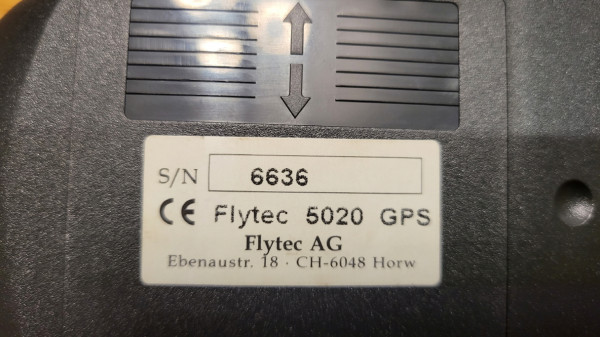 S/N 6636
CE Flytec 5020 GPS
Flytec AG
Ebenaustr. 18 · CH-6048 Horw